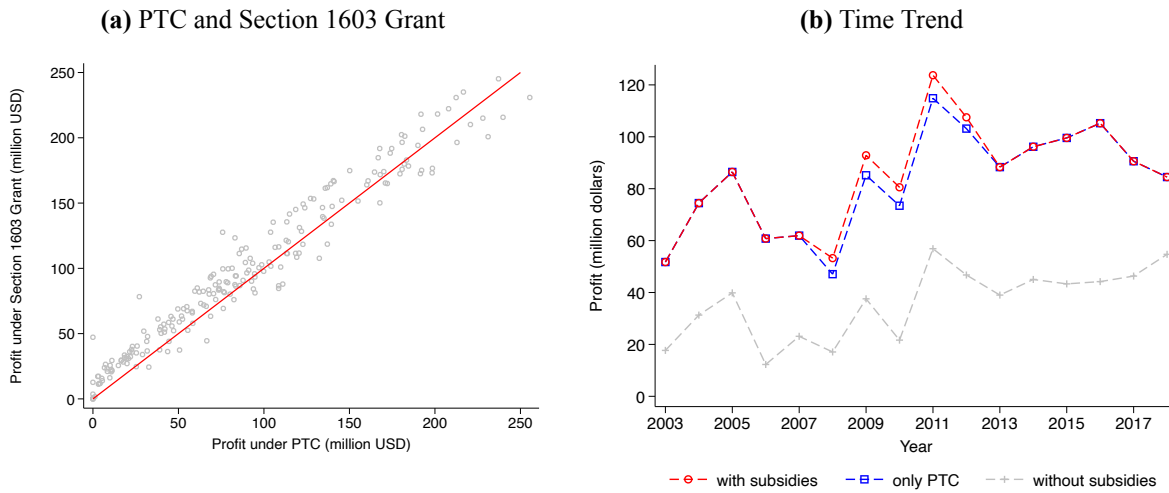 (a) PTC and Section 1603 Grant
Profit under Section 1603 Grant (million USD)
250
200
150
100
50
0
0 50 100 150 200 250
Profit under PTC (million USD)
(b) Time Trend
Profit (million dollars)
120
100
80
60
40
20
0
2003 2005 2007 2009 2011 2013 2015 2017
Year
with subsidies only PTC without subsidies